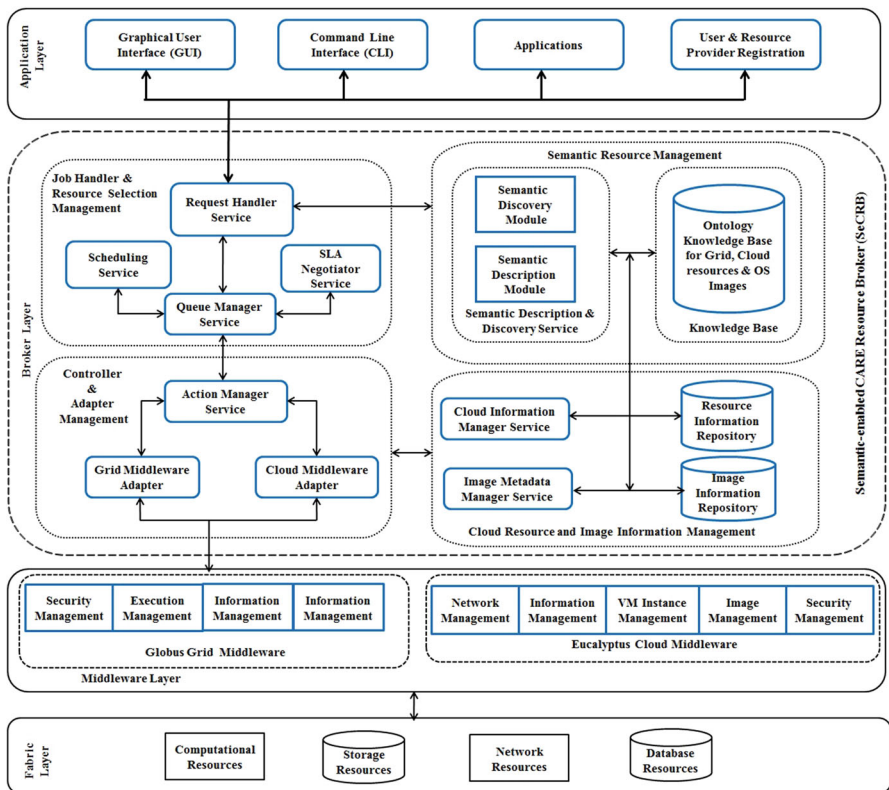 Application
Layer
Graphical User
Interface (GUI)
Command Line
Interface (CLI)
Applications
User & Resource
Provider Registration
Broker Layer
Semantic-enabled CARE Resource Broker (SeCRB)
Job Handler &
Resource Selection
Management
Request Handler
Service
Scheduling
Service
SLA
Negotiator
Service
Queue Manager
Service
Semantic Resource Management
Semantic
Discovery
Module
Semantic
Description
Module
Semantic Description &
Discovery Service
Ontology
Knowledge Base
for Grid, Cloud
resources & OS
Images
Knowledge Base
Controller
&
Adapter
Management
Action Manager
Service
Grid Middleware
Adapter
Cloud Middleware
Adapter
Cloud Information
Manager Service
Resource
Information
Repository
Image Metadata
Manager Service
Image
Information
Repository
Cloud Resource and Image Information Management
Security
Management
Execution
Management
Information
Management
Information
Management
Globus Grid Middleware
Network
Management
Information
Management
VM Instance
Management
Image
Management
Security
Management
Eucalyptus Cloud Middleware
Middleware Layer
Fabric
Layer
Computational
Resources
Storage
Resources
Network
Resources
Database
Resources